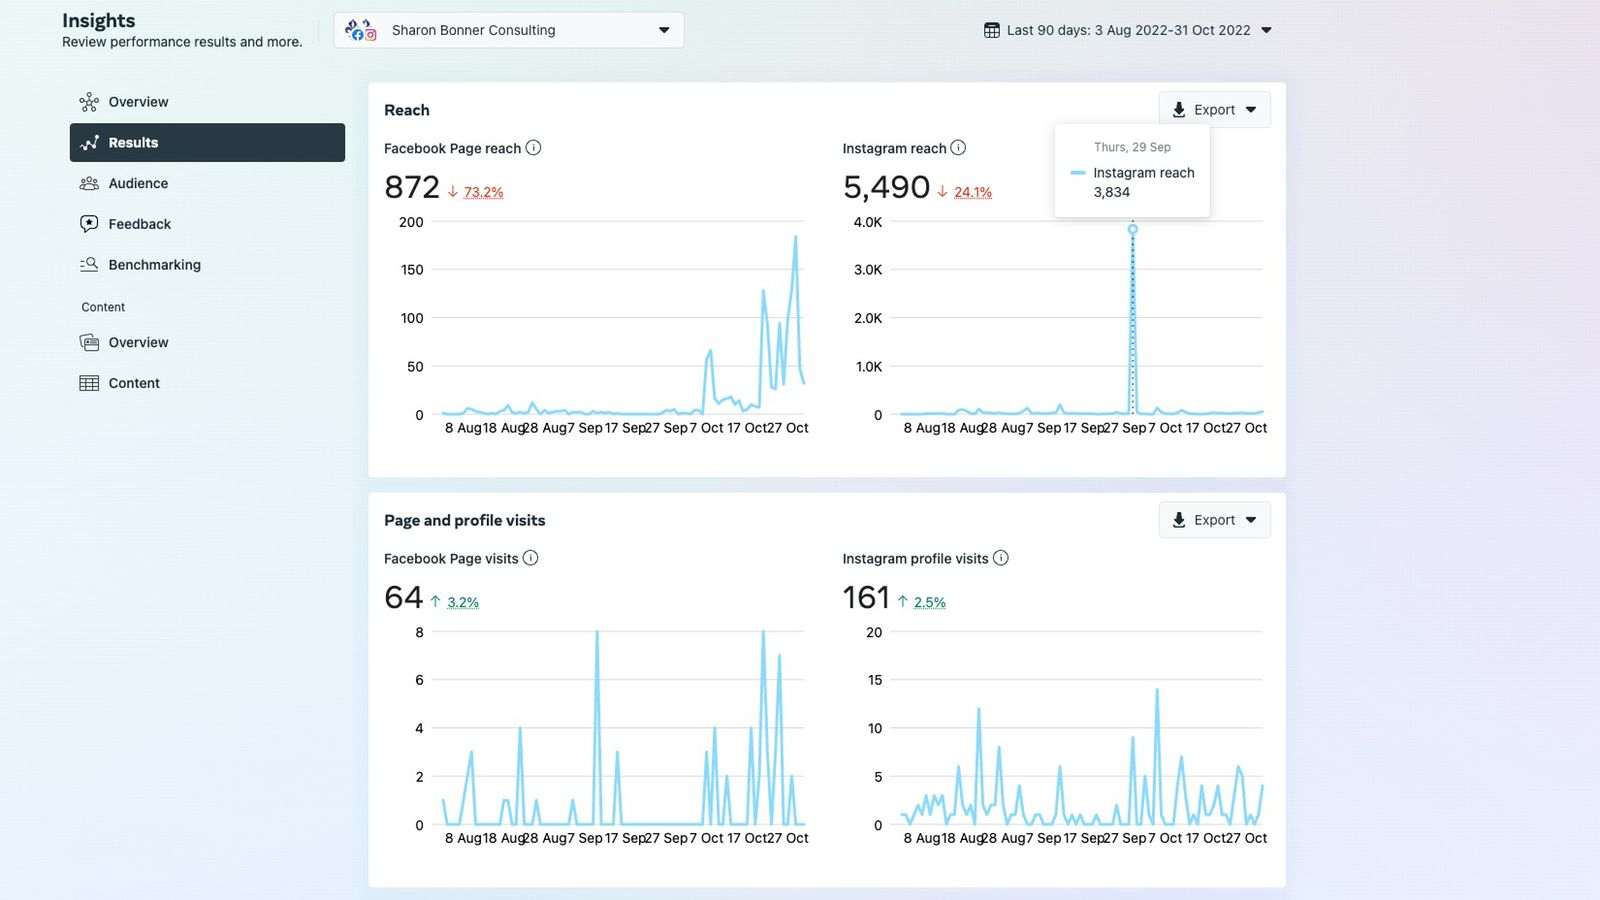 Insights
Review performance results and more.
Sharon Bonner Consulting
Last 90 days: 3 Aug 2022-31 Oct 2022
Overview
Results
Audience
Feedback
Benchmarking
Content
Overview
Content
Reach
Export
Facebook Page reach
872 ↓ 73.2%
200
150
100
50
0
8 Aug 18 Aug 28 Aug 7 Sep 17 Sep 27 Sep 7 Oct 17 Oct 27 Oct
Instagram reach
5,490 ↓ 24.1%
Thurs, 29 Sep
Instagram reach
3,834
4.0K
3.0K
2.0K
1.0K
0
8 Aug 18 Aug 28 Aug 7 Sep 17 Sep 27 Sep 7 Oct 17 Oct 27 Oct
Page and profile visits
Export
Facebook Page visits
64 ↑ 3.2%
8
6
4
2
0
8 Aug 18 Aug 28 Aug 7 Sep 17 Sep 27 Sep 7 Oct 17 Oct 27 Oct
Instagram profile visits
161 ↑ 2.5%
20
15
10
5
0
8 Aug 18 Aug 28 Aug 7 Sep 17 Sep 27 Sep 7 Oct 17 Oct 27 Oct